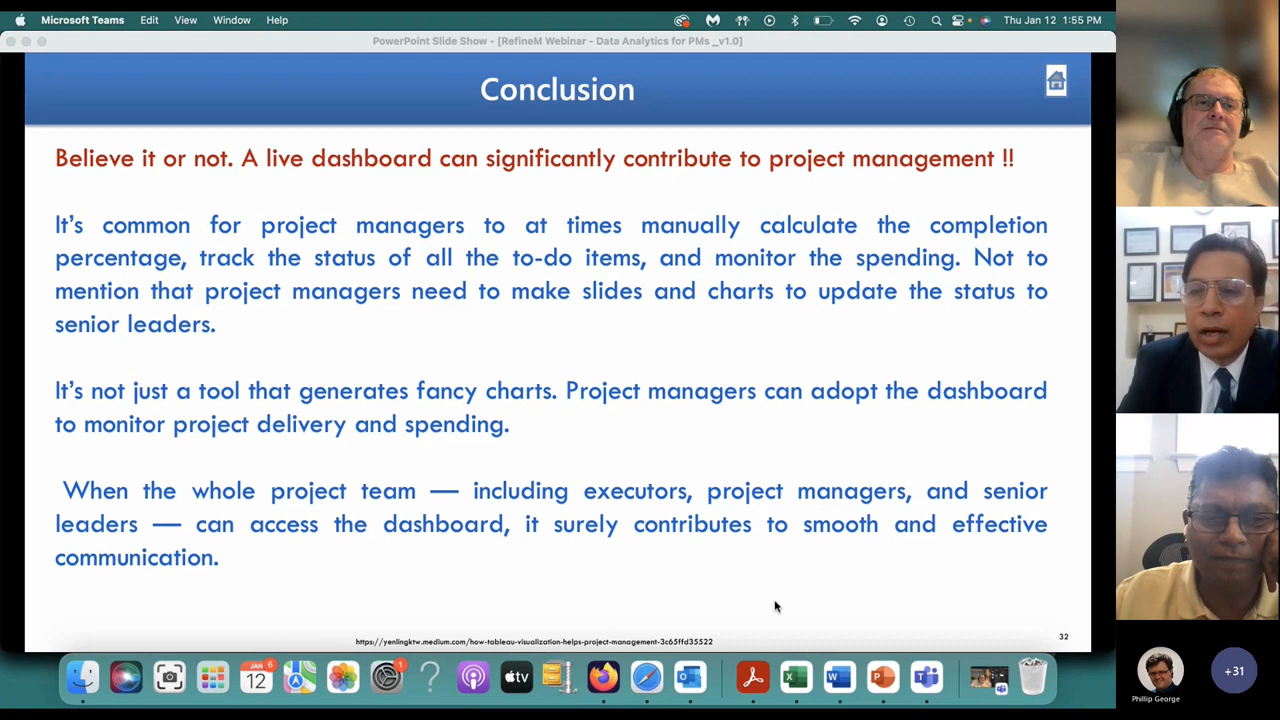 Microsoft Teams Edit View Window Help Thu Jan 12 1:55 PM
PowerPoint Slide Show - [RefineM Webinar - Data Analytics for PMs _v1.0]
Conclusion
Believe it or not. A live dashboard can significantly contribute to project management !!
It's common for project managers to at times manually calculate the completion
percentage, track the status of all the to-do items, and monitor the spending. Not to
mention that project managers need to make slides and charts to update the status to
senior leaders.
It's not just a tool that generates fancy charts. Project managers can adopt the dashboard
to monitor project delivery and spending.
When the whole project team — including executors, project managers, and senior
leaders — can access the dashboard, it surely contributes to smooth and effective
communication.
https://yenlingktw.medium.com/how-tableau-visualization-helps-project-management-3c65ffd35522
32
JAN 6
12
1
tv
Phillip George
+31